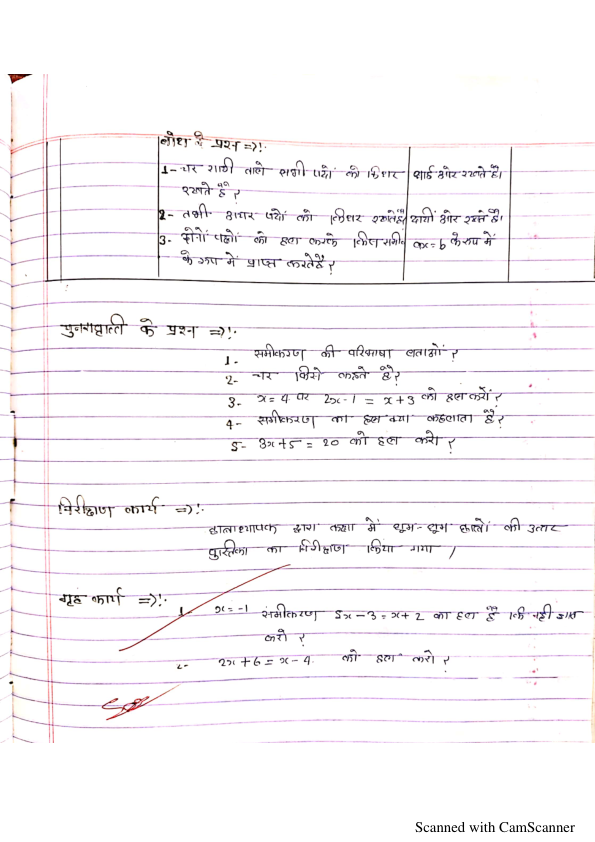 बोध के प्रश्न =>!.
1- चर राशी वाले सभी पदों को किधर
रखते हैं ?
बाई ओर रखते है।
2- सभी अचर पदों को किधर रखतेहैं
दायीं ओर रखते हैं।
3- दोनों पक्षों को हल करके किस समी०
के रूप में प्राप्त करतेहैं ?
ax=b के रूप में
पुनरावृत्ती के प्रश्न =>!.
1- समीकरण की परिभाषा बताओं ?
2- चर किसे कहते हैं?
3- x=4 पर 2x-1 = x+3 को हल करों ?
4- समीकरण का हल क्या कहलाता हैं ?
5- 3x+5 = 20 को हल करो ?
निरीक्षण कार्य =>!.
छात्राध्यापक द्वारा कक्षा में घूम-घूम छात्रों की उत्तर
पुस्तिका का निरीक्षण किया गया /
गृह कार्य =>!.
1. x=-1 समीकरण 5x-3=x+2 का हल हैं कि नही ज्ञात
करो ?
2- 2x+6=x-4. को हल करो ?
Scanned with CamScanner